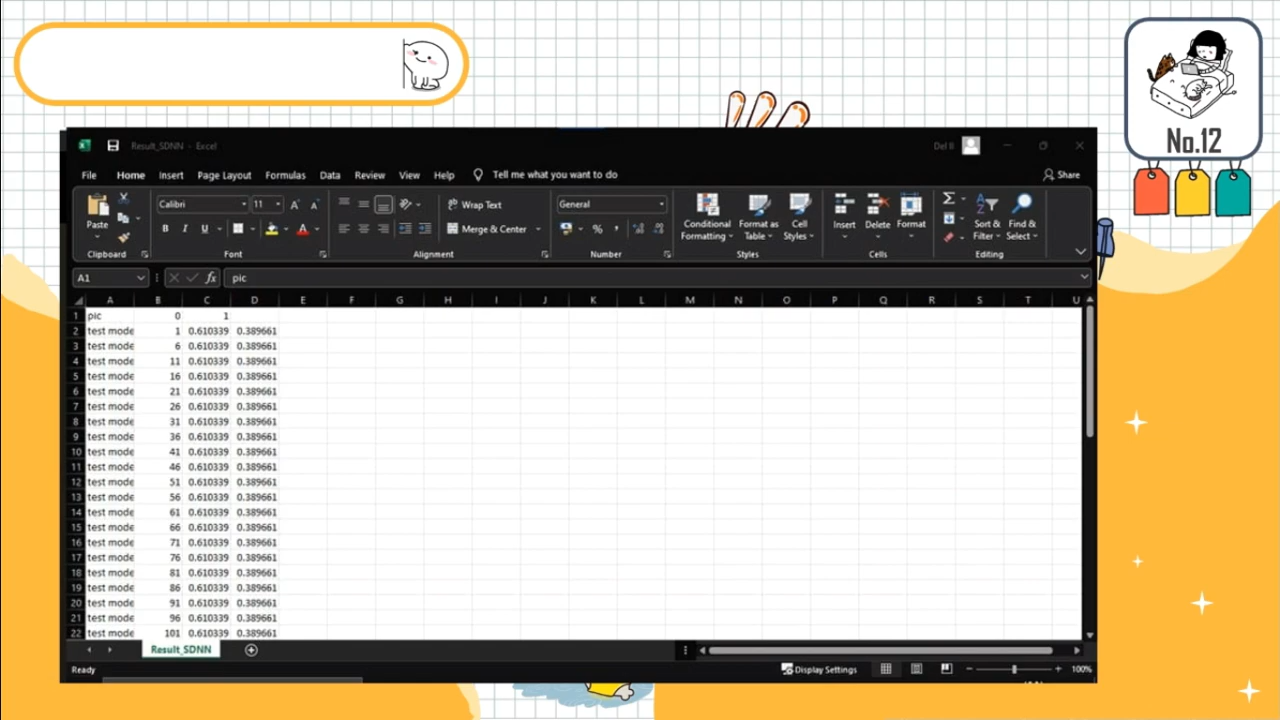 No.12
Result_SDNN - Excel
File Home Insert Page Layout Formulas Data Review View Help Tell me what you want to do Share
Calibri 11 Wrap Text General
Paste B I U A Merge & Center % Conditional Formatting Format as Table Cell Styles Insert Delete Format Sort & Filter Find & Select
Clipboard Font Alignment Number Styles Cells Editing
A1 fx pic
A B C D E F G H I J K L M N O P Q R S T U
1 pic 0 1
2 test mode 1 0.610339 0.389661
3 test mode 6 0.610339 0.389661
4 test mode 11 0.610339 0.389661
5 test mode 16 0.610339 0.389661
6 test mode 21 0.610339 0.389661
7 test mode 26 0.610339 0.389661
8 test mode 31 0.610339 0.389661
9 test mode 36 0.610339 0.389661
10 test mode 41 0.610339 0.389661
11 test mode 46 0.610339 0.389661
12 test mode 51 0.610339 0.389661
13 test mode 56 0.610339 0.389661
14 test mode 61 0.610339 0.389661
15 test mode 66 0.610339 0.389661
16 test mode 71 0.610339 0.389661
17 test mode 76 0.610339 0.389661
18 test mode 81 0.610339 0.389661
19 test mode 86 0.610339 0.389661
20 test mode 91 0.610339 0.389661
21 test mode 96 0.610339 0.389661
22 test mode 101 0.610339 0.389661
Result_SDNN
Ready Display Settings 100%